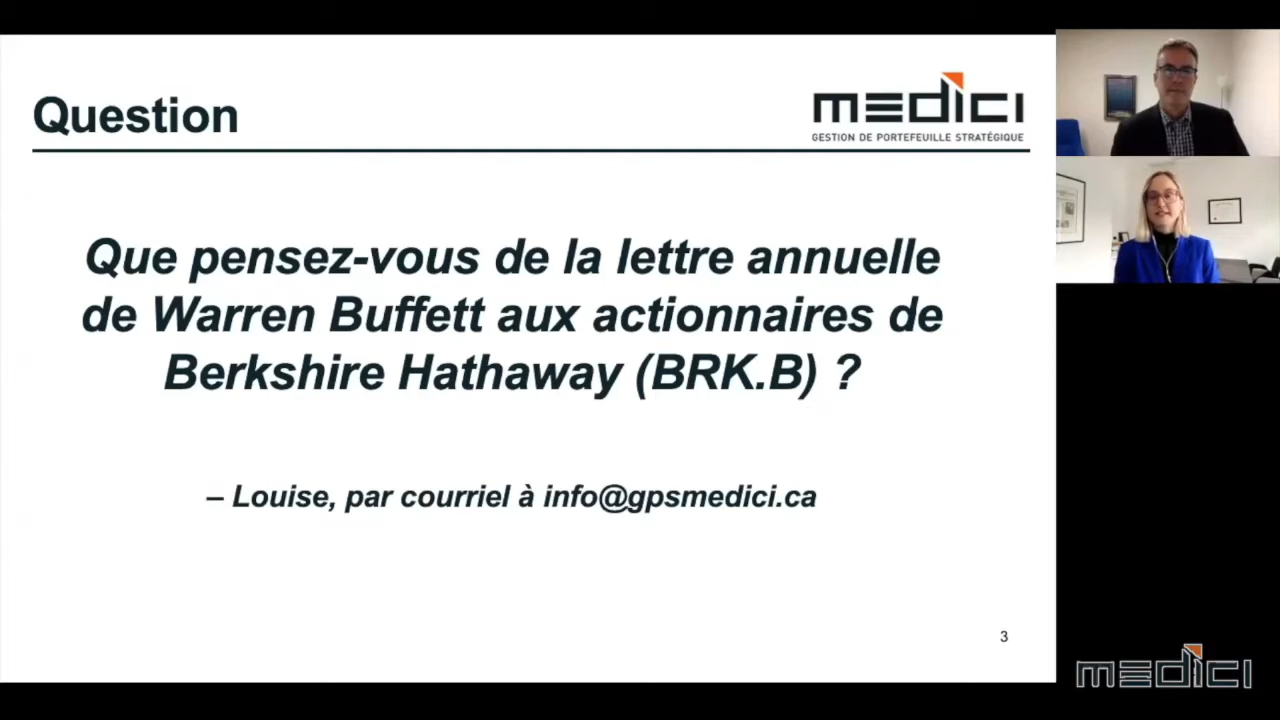 Question
MEDICI
GESTION DE PORTEFEUILLE STRATÉGIQUE
Que pensez-vous de la lettre annuelle
de Warren Buffett aux actionnaires de
Berkshire Hathaway (BRK.B) ?
– Louise, par courriel à info@gpsmedici.ca
3
MEDICI